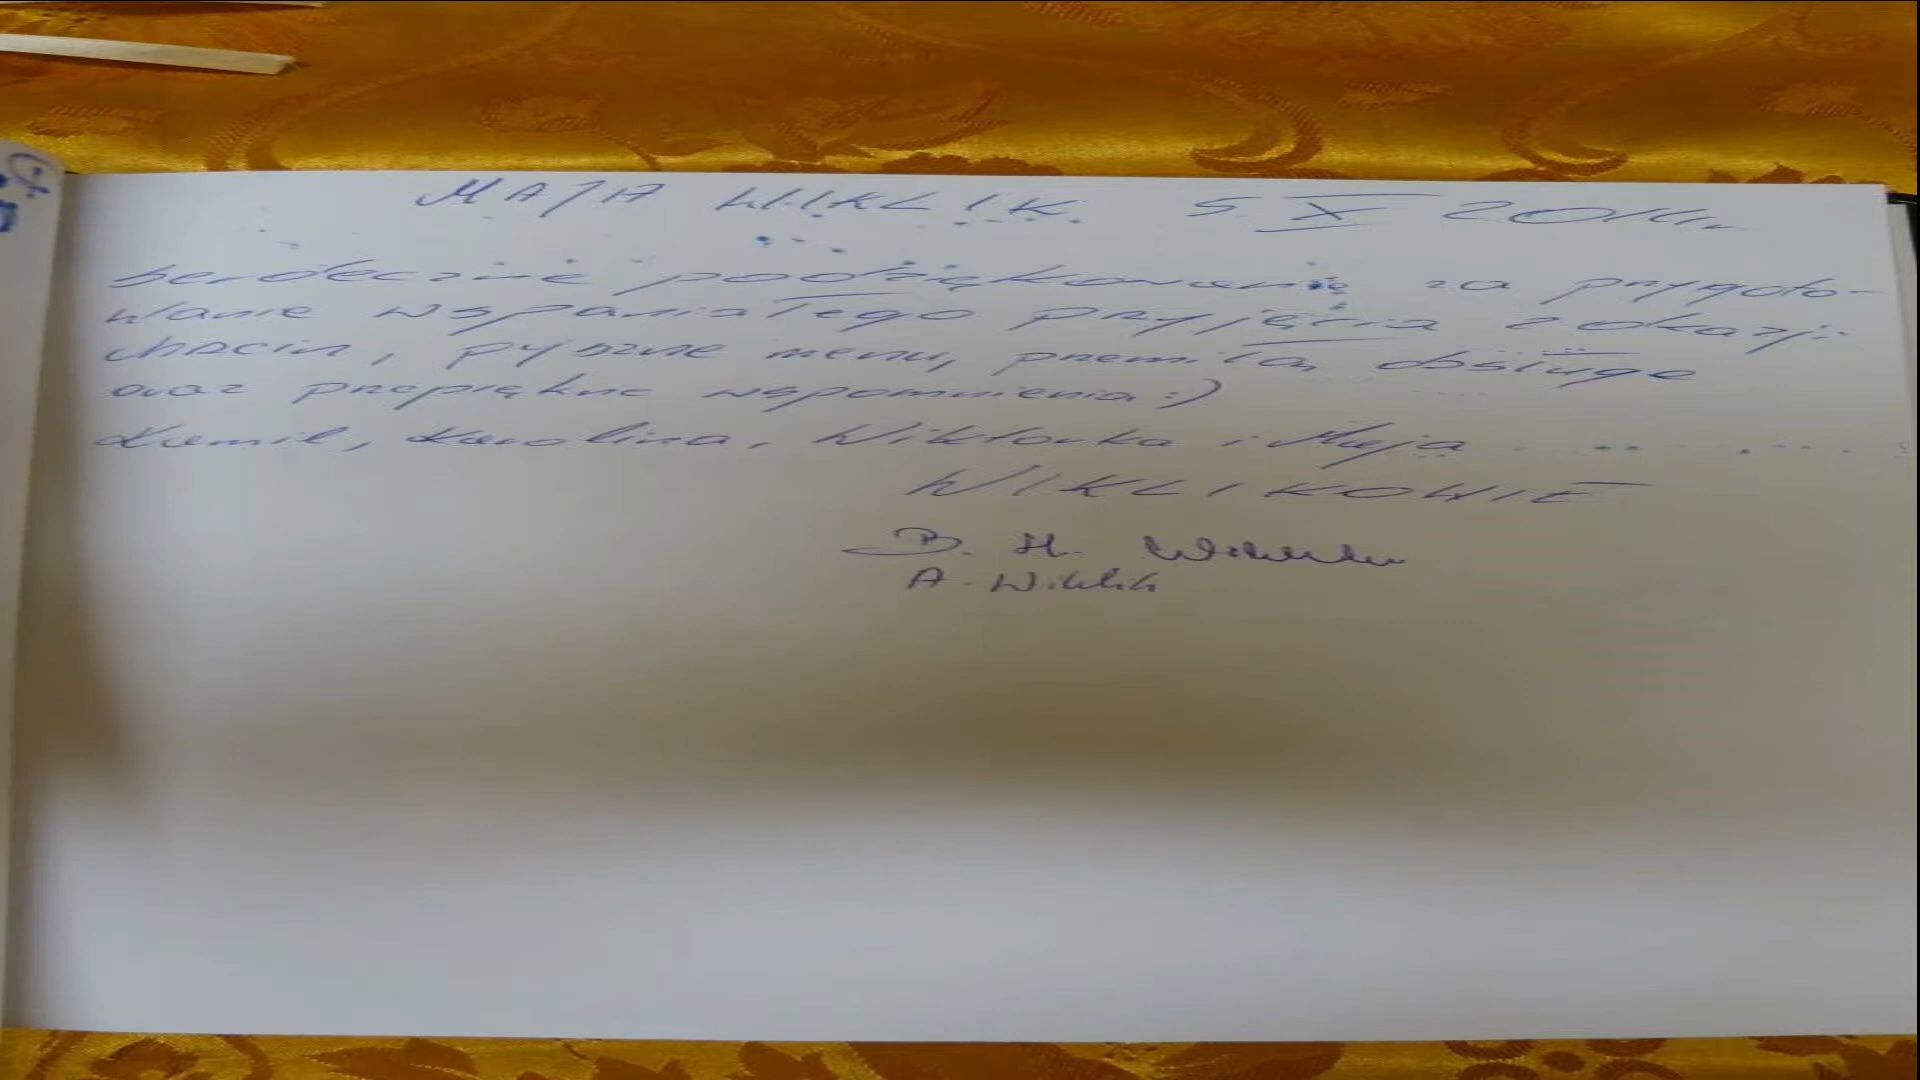 MAJA WIKLIK 5 X 2014r.
Serdeczne podziękowania za przygoto-
wanie wspaniałego przyjęcia z okazji
chrzcin, pyszne menu, przemiłą obsługę
oraz przepiękne wspomnienia :)
Kamil, Karolina, Wiktorka i Maja
WIKLIKOWIE
B. H.
A. Wiklik